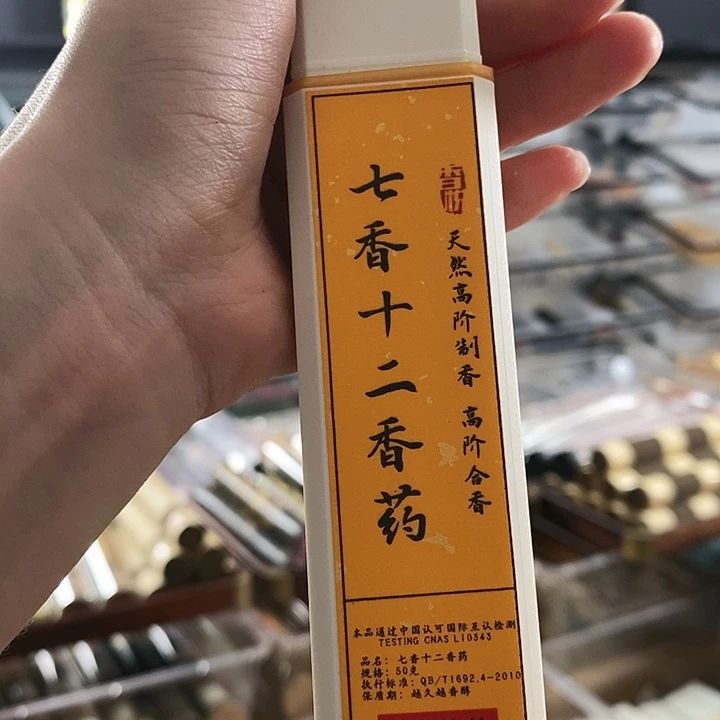 七香十二香药
天然高阶制香 高阶合香
本品通过中国认可国际互认检测
TESTING CNAS L10343
品名：七香十二香药
规格：50克
执行标准：QB/T1692.4-2010
保质期：越久越香醇